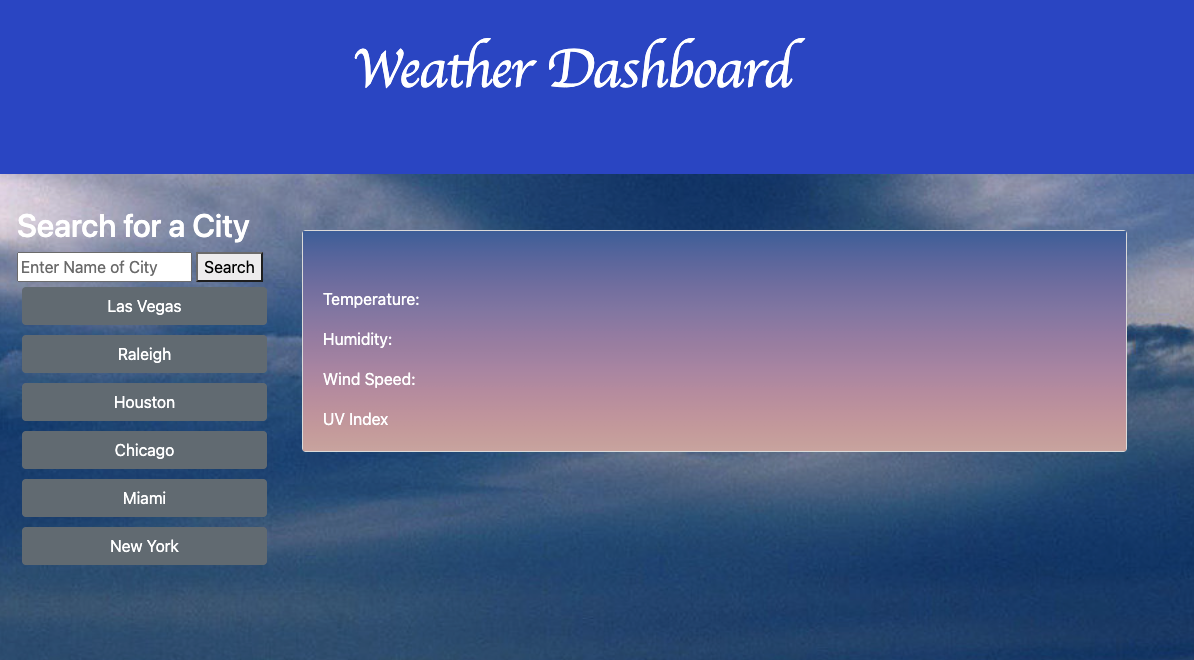 Weather Dashboard
Search for a City
Enter Name of City Search
Las Vegas
Raleigh
Houston
Chicago
Miami
New York
Temperature:
Humidity:
Wind Speed:
UV Index